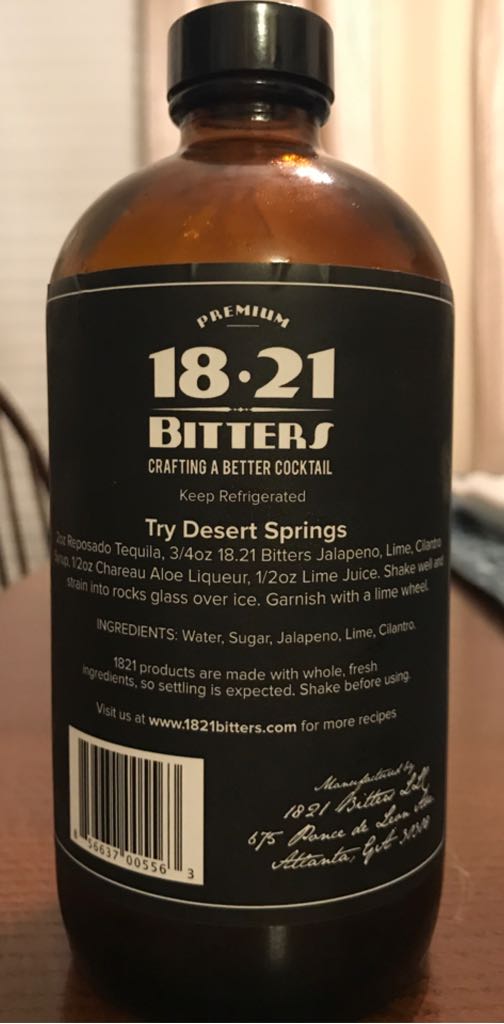 PREMIUM
18·21
BITTERS
CRAFTING A BETTER COCKTAIL
Keep Refrigerated
Try Desert Springs
2oz Reposado Tequila, 3/4oz 18.21 Bitters Jalapeno, Lime, Cilantro
Syrup, 1/2oz Chareau Aloe Liqueur, 1/2oz Lime Juice. Shake well and
strain into rocks glass over ice. Garnish with a lime wheel.
INGREDIENTS: Water, Sugar, Jalapeno, Lime, Cilantro.
1821 products are made with whole, fresh
ingredients, so settling is expected. Shake before using.
Visit us at www.1821bitters.com for more recipes
Manufactured by
1821 Bitters LLC
675 Ponce de Leon Ave
Atlanta, GA
56637 00556 3